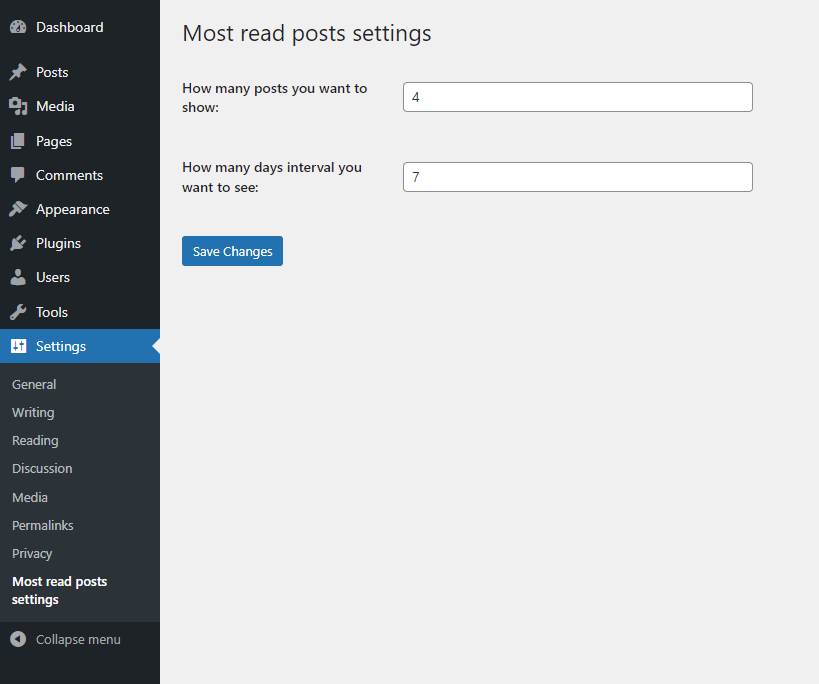 Dashboard
Posts
Media
Pages
Comments
Appearance
Plugins
Users
Tools
Settings
General
Writing
Reading
Discussion
Media
Permalinks
Privacy
Most read posts
settings
Collapse menu
Most read posts settings
How many posts you want to
show:
4
How many days interval you
want to see:
7
Save Changes